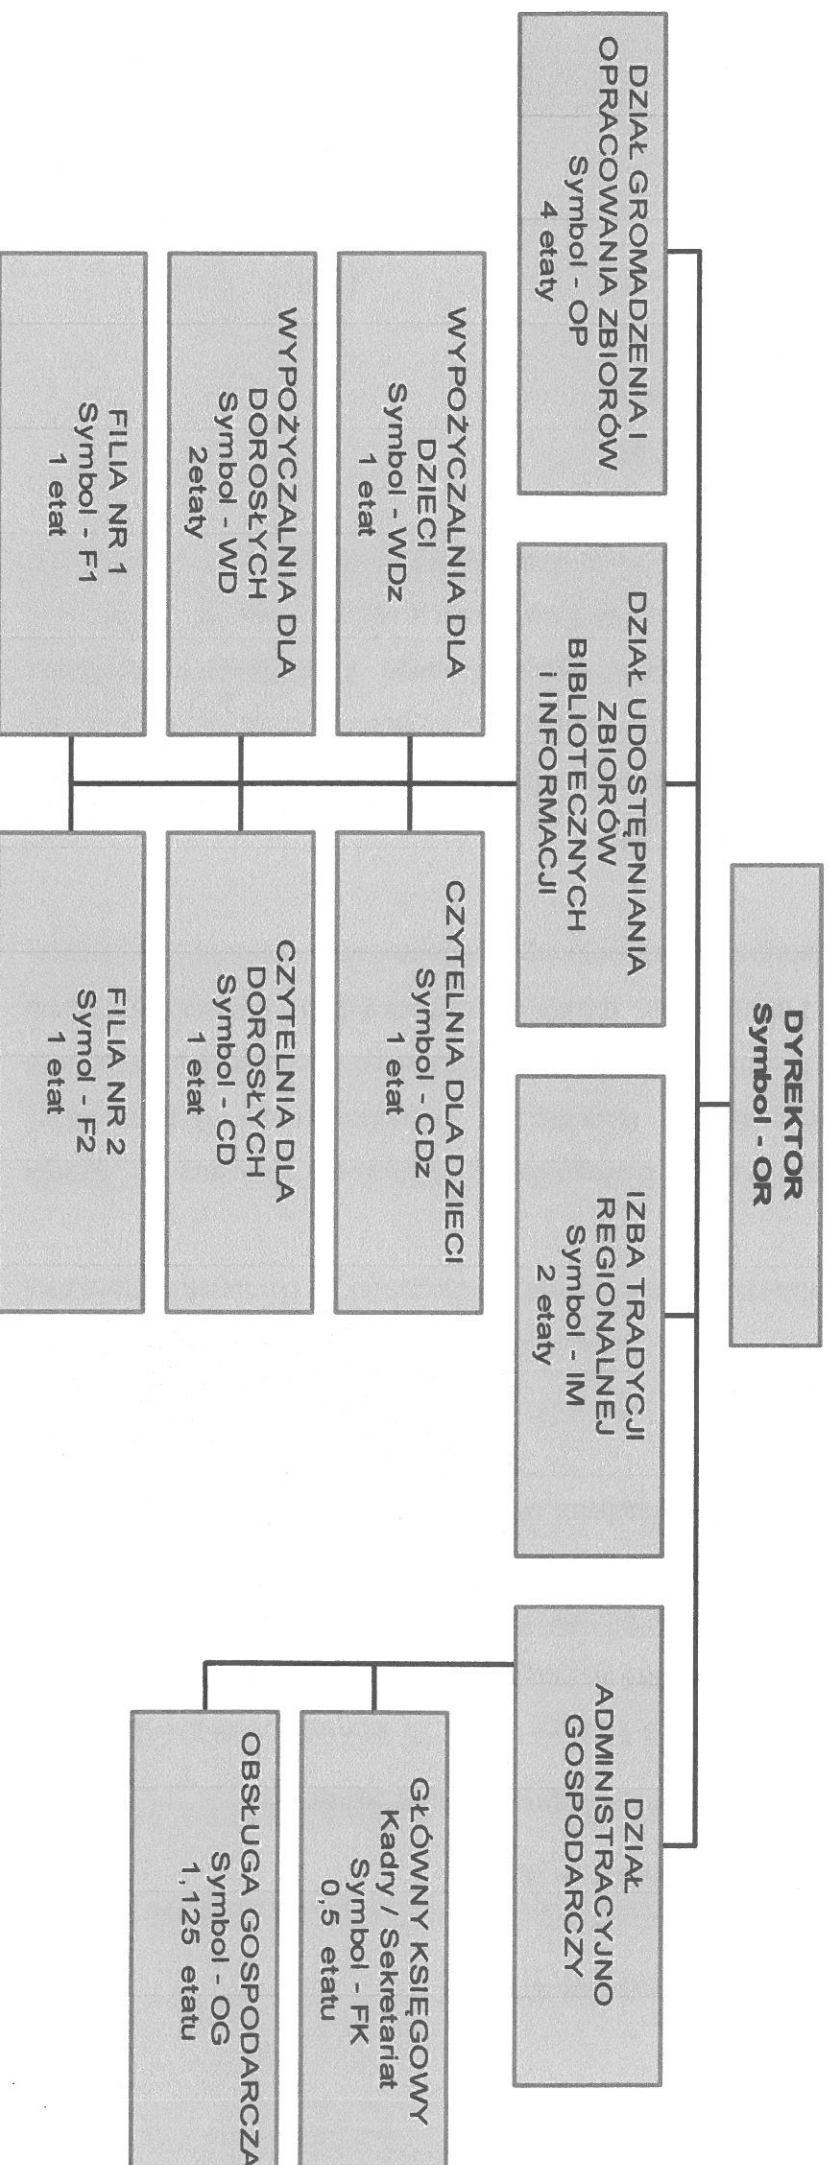 DYREKTOR
Symbol - OR
DZIAŁ GROMADZENIA I
OPRACOWANIA ZBIORÓW
Symbol - OP
4 etaty
DZIAŁ UDOSTĘPNIANIA
ZBIORÓW
BIBLIOTECZNYCH
i INFORMACJI
IZBA TRADYCJI
REGIONALNEJ
Symbol - IM
2 etaty
DZIAŁ
ADMINISTRACYJNO
GOSPODARCZY
WYPOŻYCZALNIA DLA
DZIECI
Symbol - WDz
1 etat
CZYTELNIA DLA DZIECI
Symbol - CDz
1 etat
GŁÓWNY KSIĘGOWY
Kadry / Sekretariat
Symbol - FK
0,5 etatu
WYPOŻYCZALNIA DLA
DOROSŁYCH
Symbol - WD
2etaty
CZYTELNIA DLA
DOROSŁYCH
Symbol - CD
1 etat
OBSŁUGA GOSPODARCZA
Symbol - OG
1,125 etatu
FILIA NR 1
Symbol - F1
1 etat
FILIA NR 2
Symol - F2
1 etat